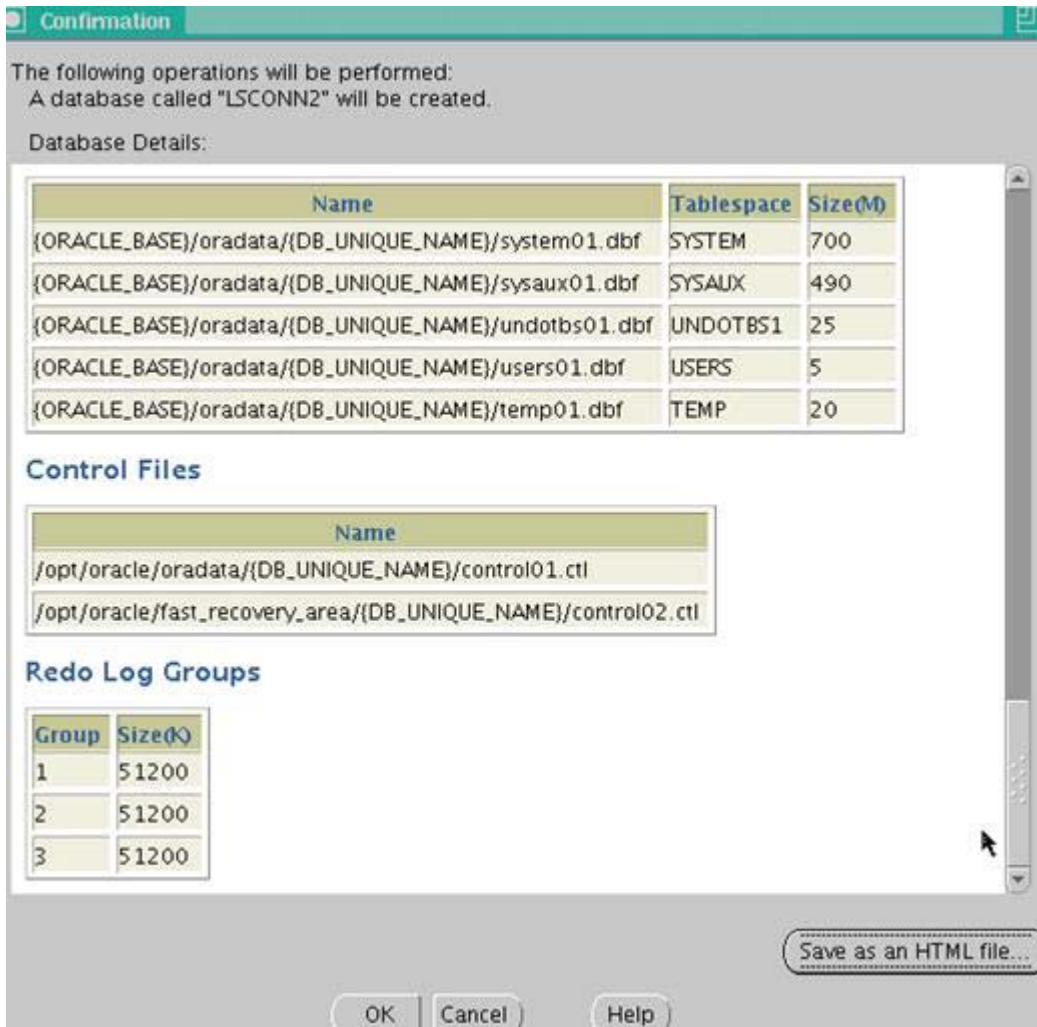 Confirmation
The following operations will be performed:
A database called "LSCONN2" will be created.
Database Details:
Name Tablespace Size(M)
{ORACLE_BASE}/oradata/{DB_UNIQUE_NAME}/system01.dbf SYSTEM 700
{ORACLE_BASE}/oradata/{DB_UNIQUE_NAME}/sysaux01.dbf SYSAUX 490
{ORACLE_BASE}/oradata/{DB_UNIQUE_NAME}/undotbs01.dbf UNDOTBS1 25
{ORACLE_BASE}/oradata/{DB_UNIQUE_NAME}/users01.dbf USERS 5
{ORACLE_BASE}/oradata/{DB_UNIQUE_NAME}/temp01.dbf TEMP 20
Control Files
Name
/opt/oracle/oradata/{DB_UNIQUE_NAME}/control01.ctl
/opt/oracle/fast_recovery_area/{DB_UNIQUE_NAME}/control02.ctl
Redo Log Groups
Group Size(K)
1 51200
2 51200
3 51200
Save as an HTML file...
OK Cancel Help